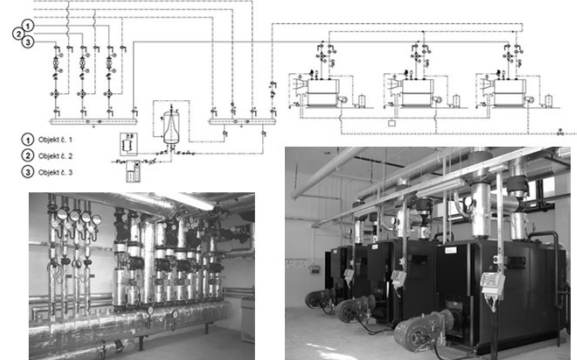 1
2
3
1 Objekt č. 1
2 Objekt č. 2
3 Objekt č. 3